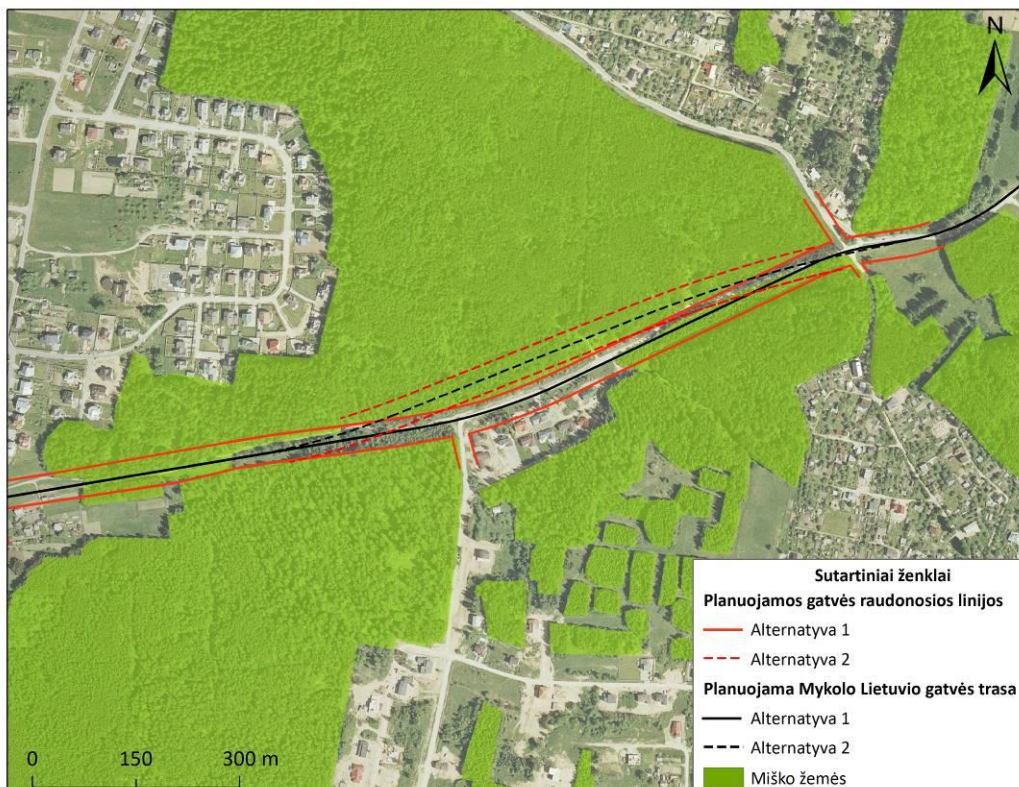 N
Sutartiniai ženklai
Planuojamos gatvės raudonosios linijos
Alternatyva 1
Alternatyva 2
Planuojama Mykolo Lietuvio gatvės trasa
Alternatyva 1
Alternatyva 2
Miško žemės
0 150 300 m